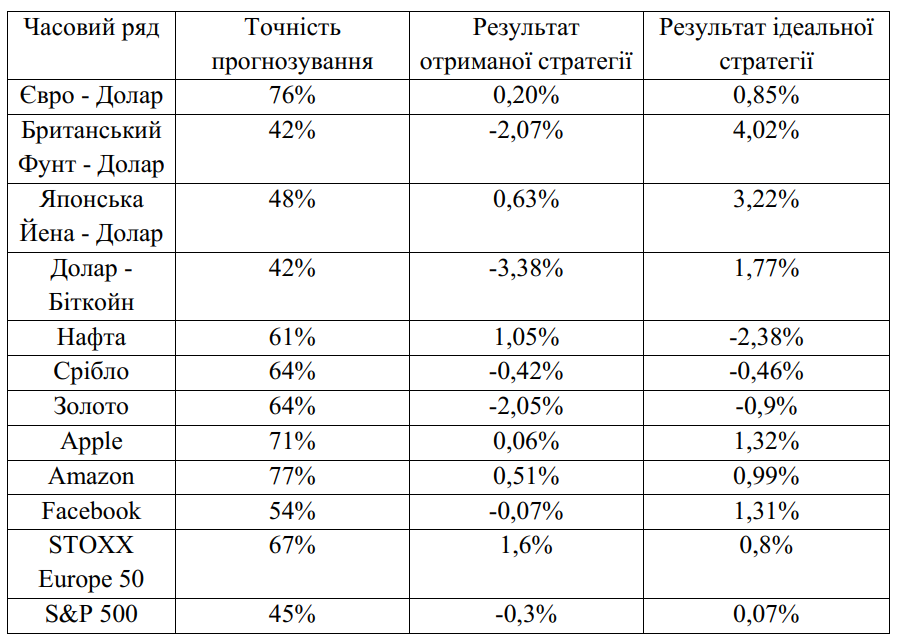 Часовий ряд | Точність прогнозування | Результат отриманої стратегії | Результат ідеальної стратегії
Євро - Долар | 76% | 0,20% | 0,85%
Британський Фунт - Долар | 42% | -2,07% | 4,02%
Японська Йена - Долар | 48% | 0,63% | 3,22%
Долар - Біткойн | 42% | -3,38% | 1,77%
Нафта | 61% | 1,05% | -2,38%
Срібло | 64% | -0,42% | -0,46%
Золото | 64% | -2,05% | -0,9%
Apple | 71% | 0,06% | 1,32%
Amazon | 77% | 0,51% | 0,99%
Facebook | 54% | -0,07% | 1,31%
STOXX Europe 50 | 67% | 1,6% | 0,8%
S&P 500 | 45% | -0,3% | 0,07%